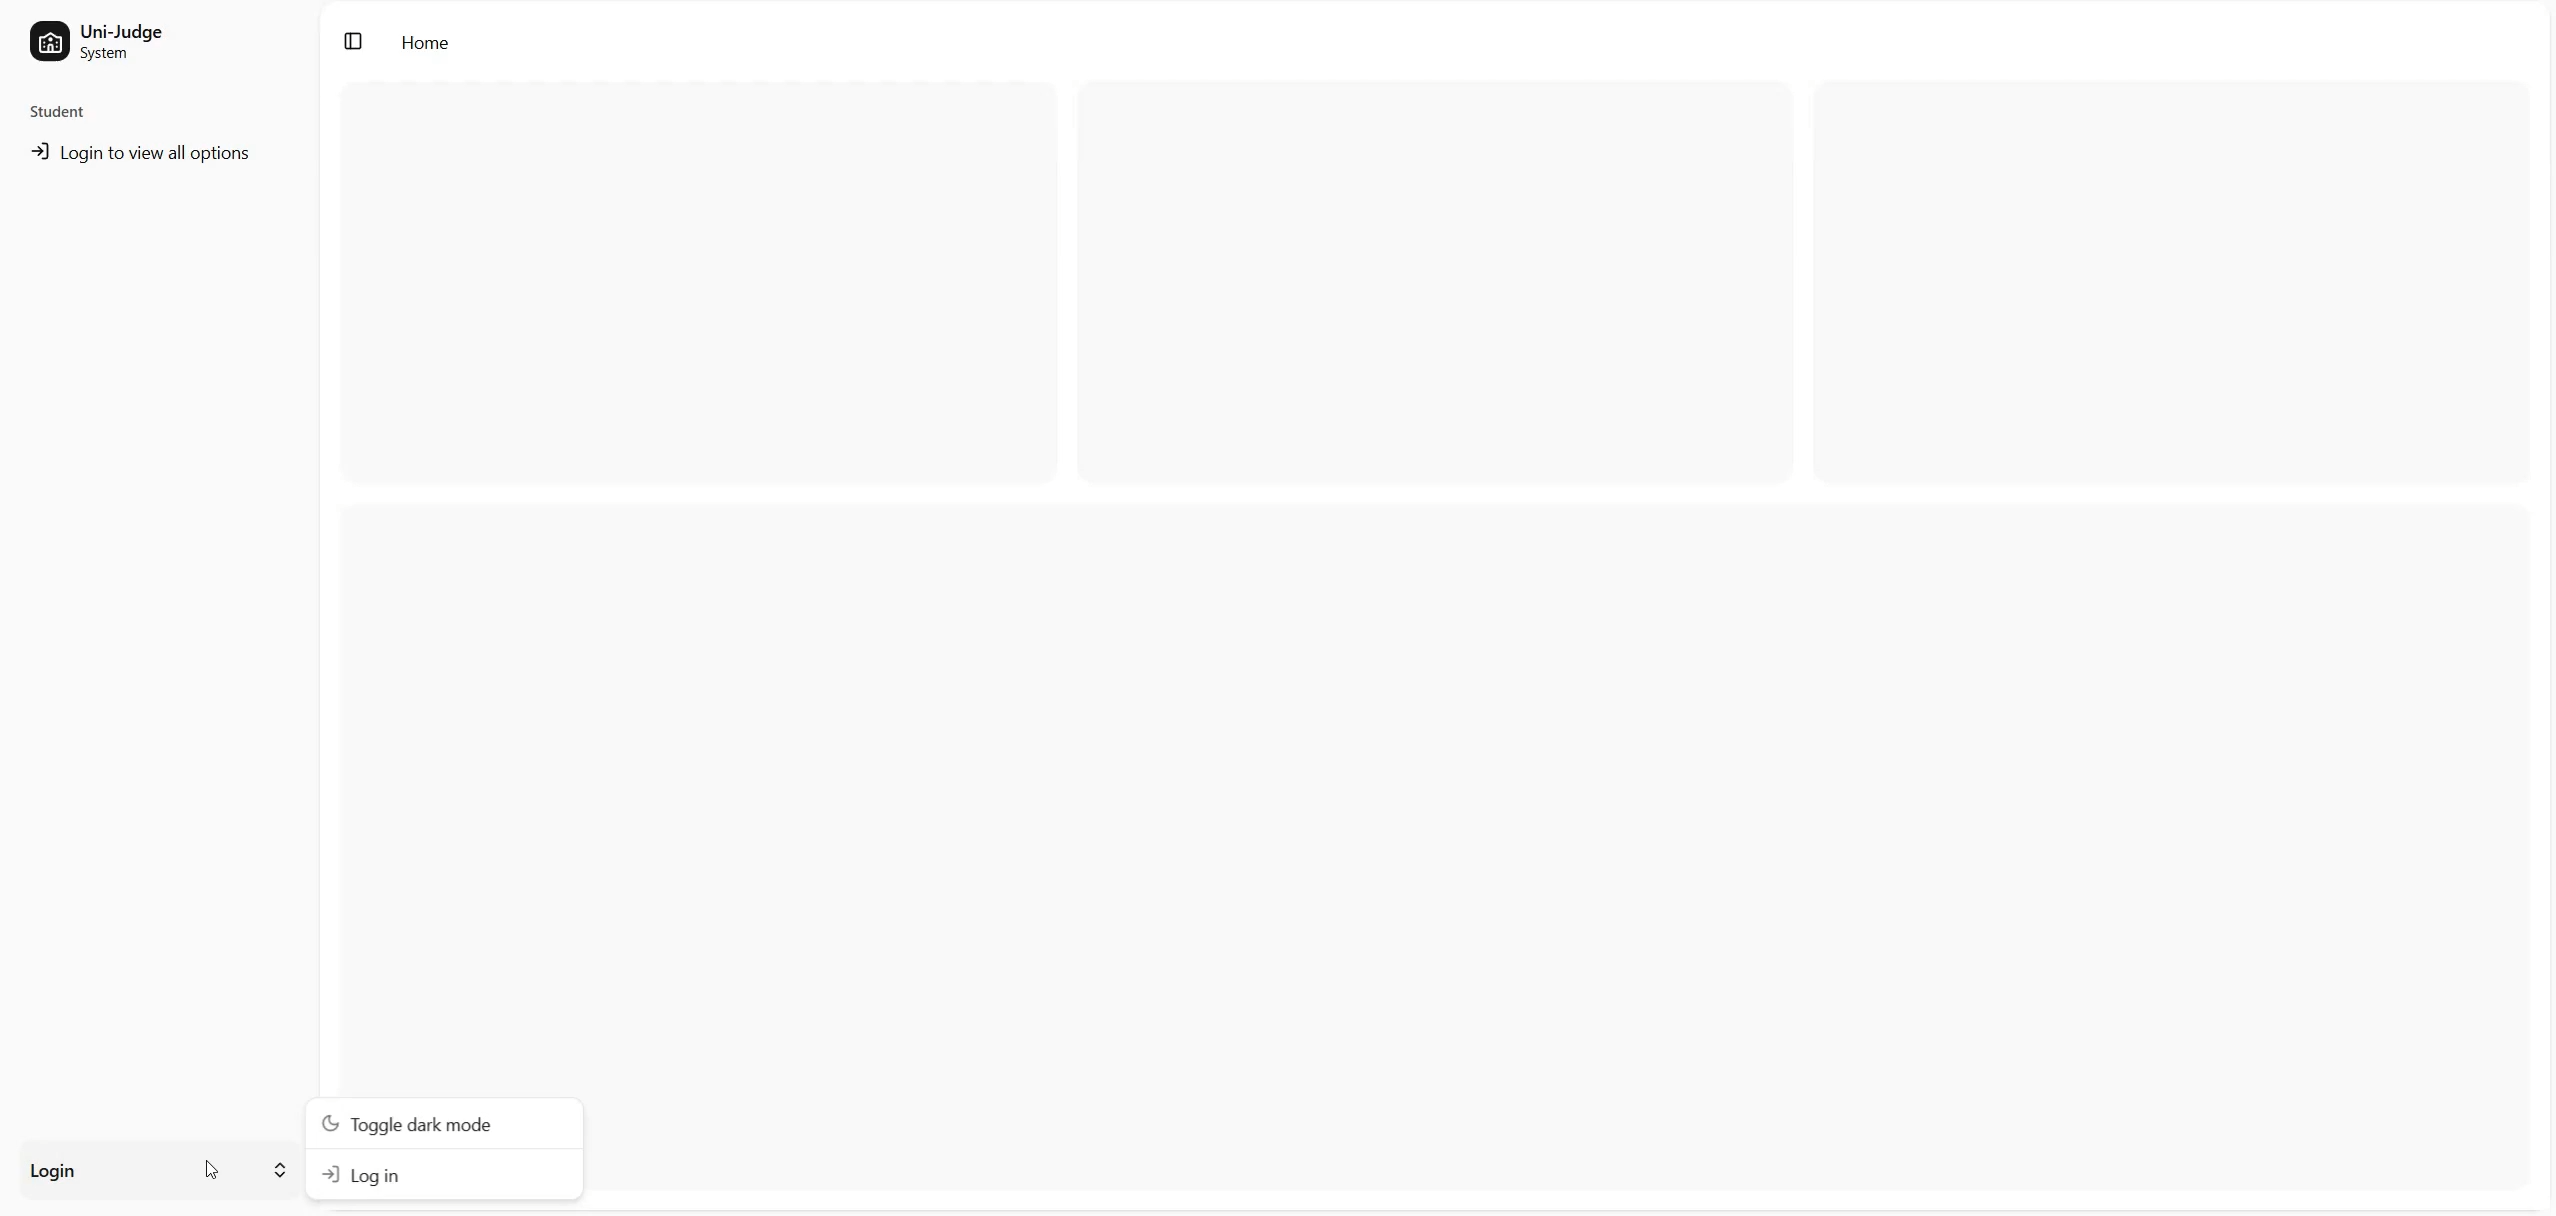 Uni-Judge
System
Home
Student
Login to view all options
Toggle dark mode
Login
Log in